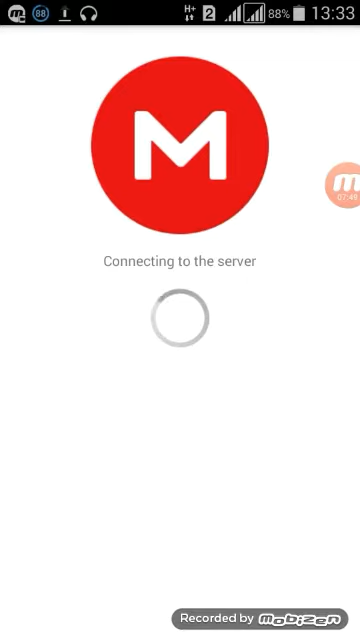 88 H+ 2 88% 13:33
M
m
07:48
Connecting to the server
Recorded by mobizen